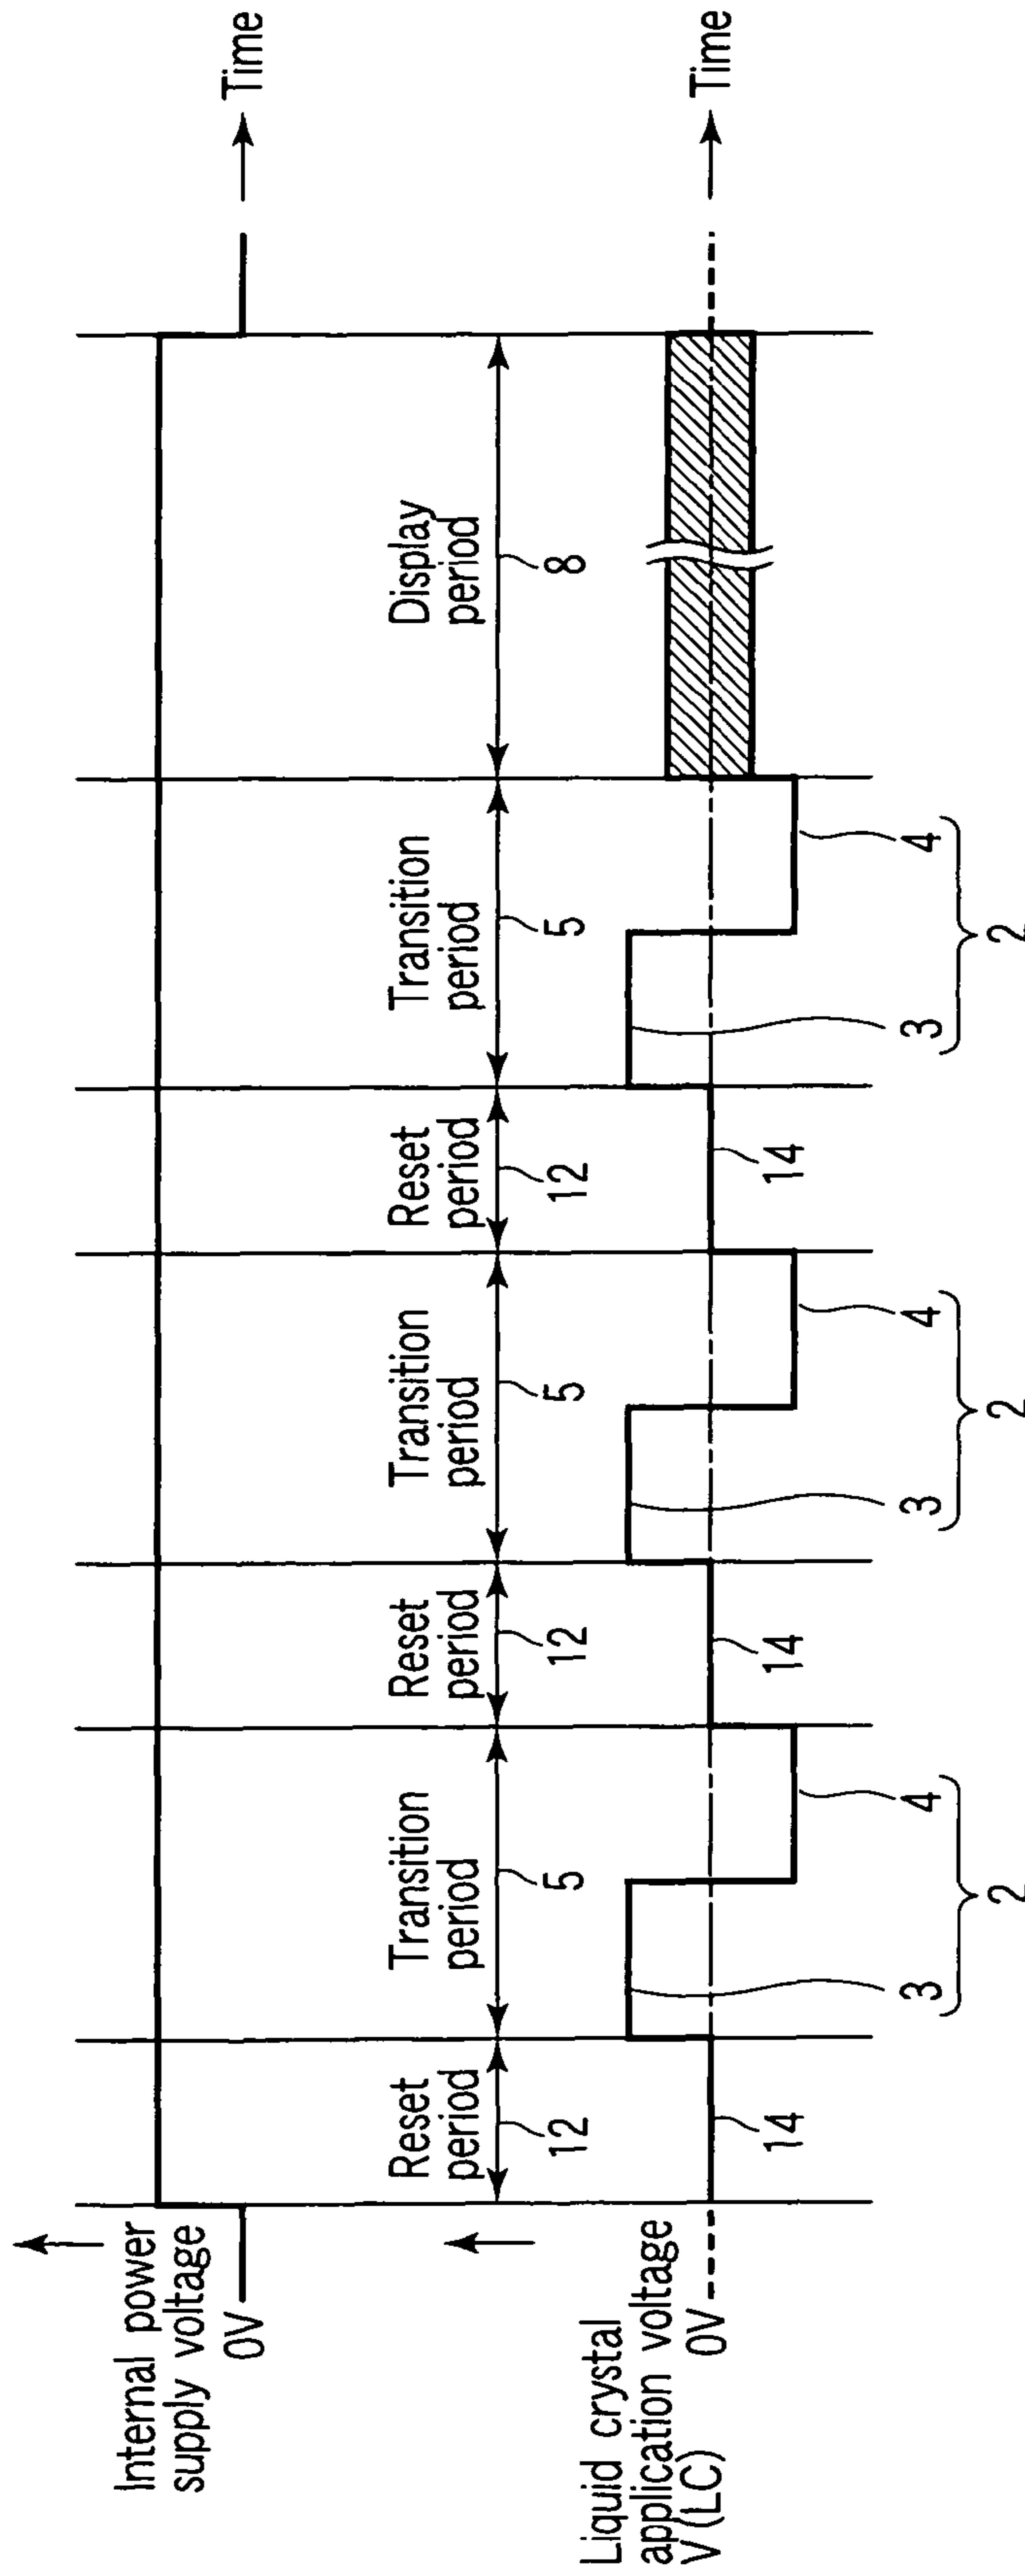 Internal power
supply voltage
0V
Time
Reset
period
12
Transition
period
5
Reset
period
12
Transition
period
5
Reset
period
12
Transition
period
5
Display
period
8
Liquid crystal
application voltage
V(LC)
0V
Time
14
3
4
2
14
3
4
2
14
3
4
2